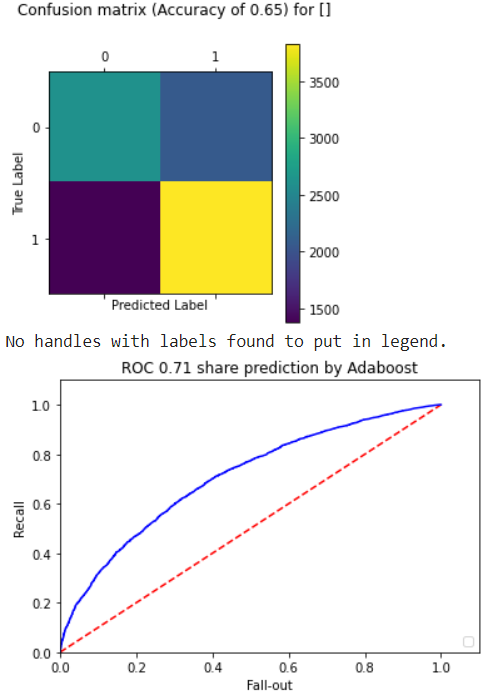 Confusion matrix (Accuracy of 0.65) for []
0 1
0
1
True Label
Predicted Label
3500
3000
2500
2000
1500
No handles with labels found to put in legend.
ROC 0.71 share prediction by Adaboost
1.0
0.8
0.6
0.4
0.2
0.0
Recall
0.0 0.2 0.4 0.6 0.8 1.0
Fall-out